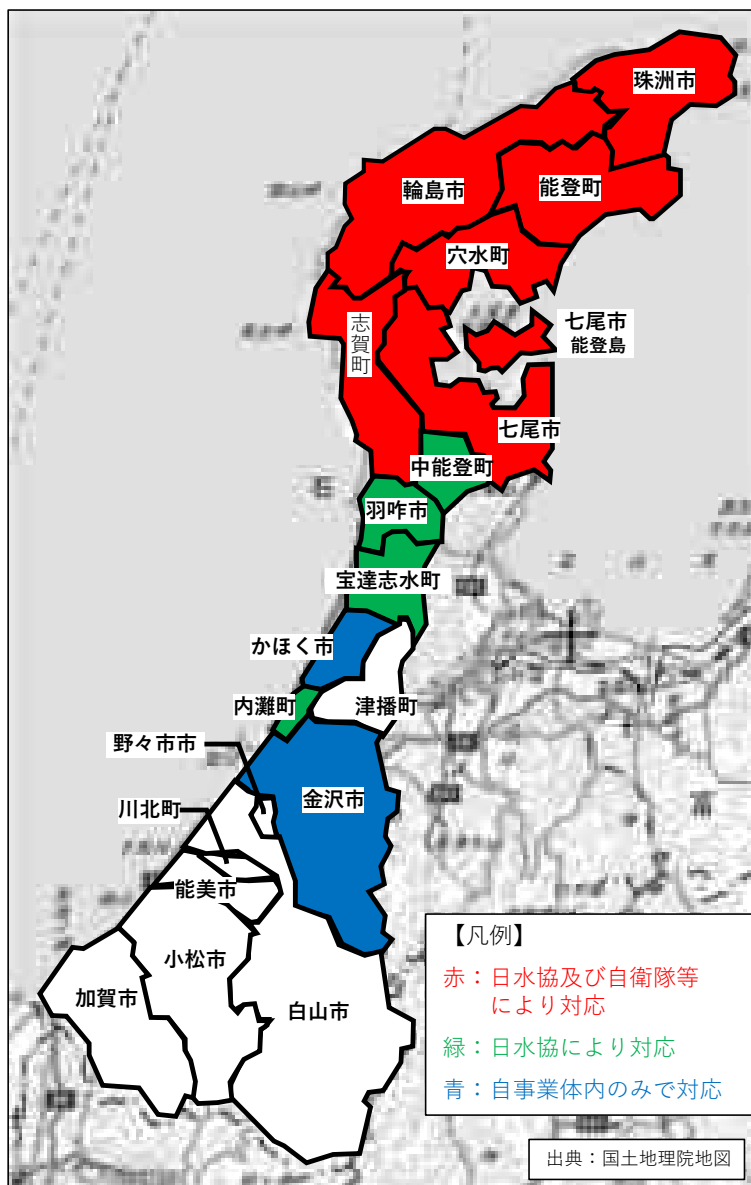 珠洲市
輪島市
能登町
穴水町
志賀町
七尾市
能登島
七尾市
中能登町
羽咋市
宝達志水町
かほく市
内灘町
津播町
野々市市
金沢市
川北町
能美市
小松市
加賀市
白山市
【凡例】
赤：日水協及び自衛隊等
により対応
緑：日水協により対応
青：自事業体内のみで対応
出典：国土地理院地図